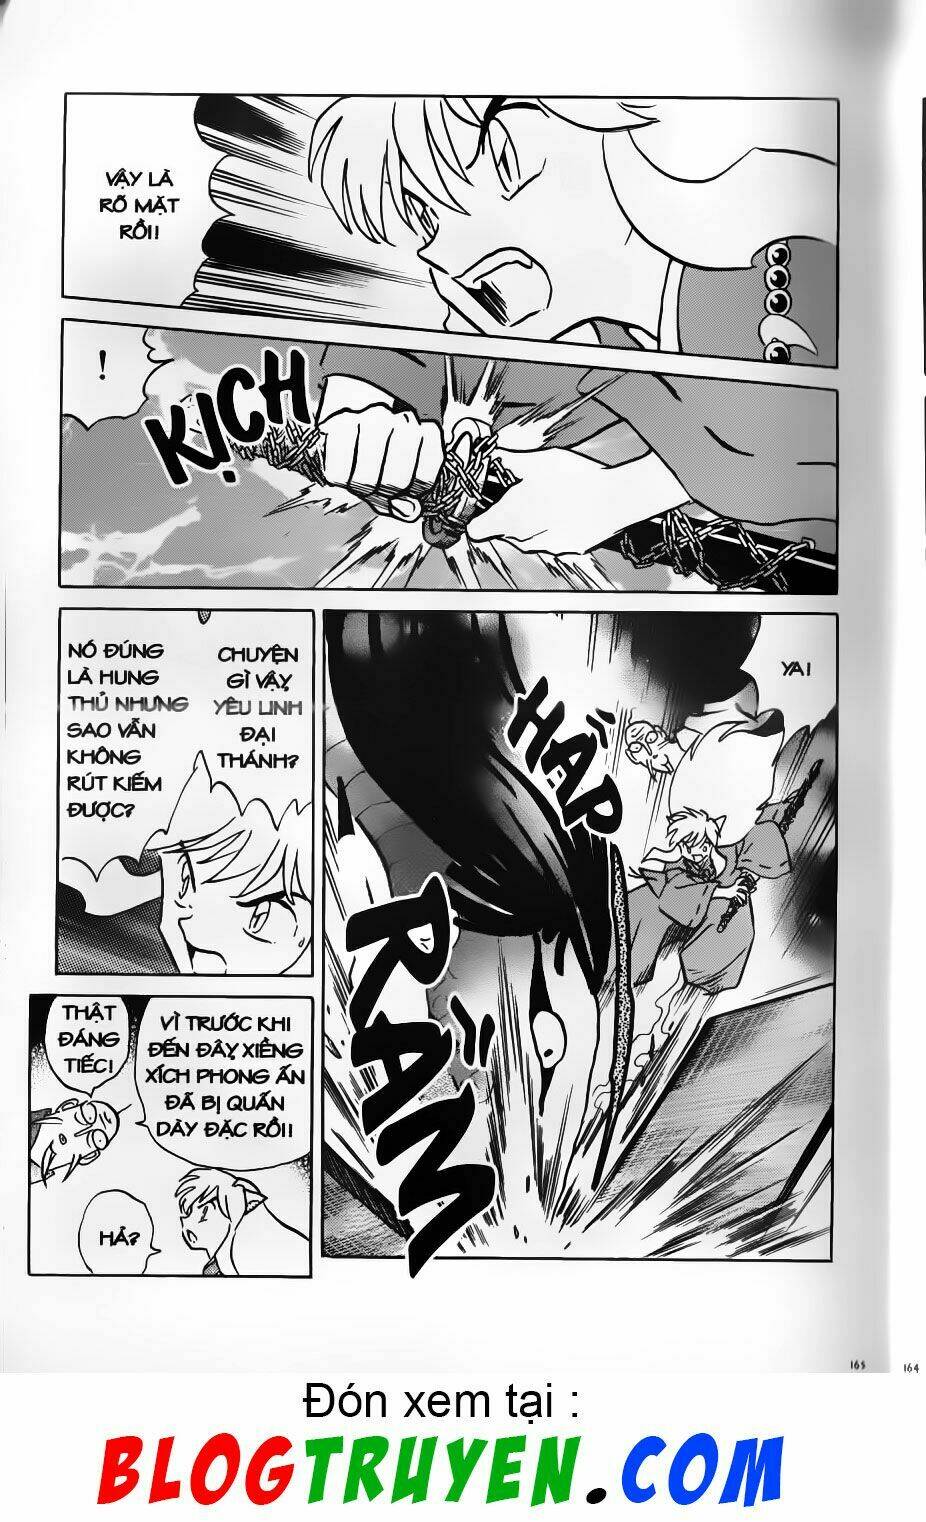 VẬY LÀ
RÕ MẶT
RỒI!
!
KỊCH
YA!
HẦP
RẦM
CHUYỆN
GÌ VẬY,
YÊU LINH
ĐẠI
THÁNH?
NÓ ĐÚNG
LÀ HUNG
THỦ NHƯNG
SAO VẪN
KHÔNG
RÚT KIẾM
ĐƯỢC?
VÌ TRƯỚC KHI
ĐẾN ĐÂY, XIỀNG
XÍCH PHONG ẤN
ĐÃ BỊ QUẤN
DÀY ĐẶC RỒI!
THẬT
ĐÁNG
TIẾC!
HẢ?
165
164
Đón xem tại :
BLOGTRUYEN.COM